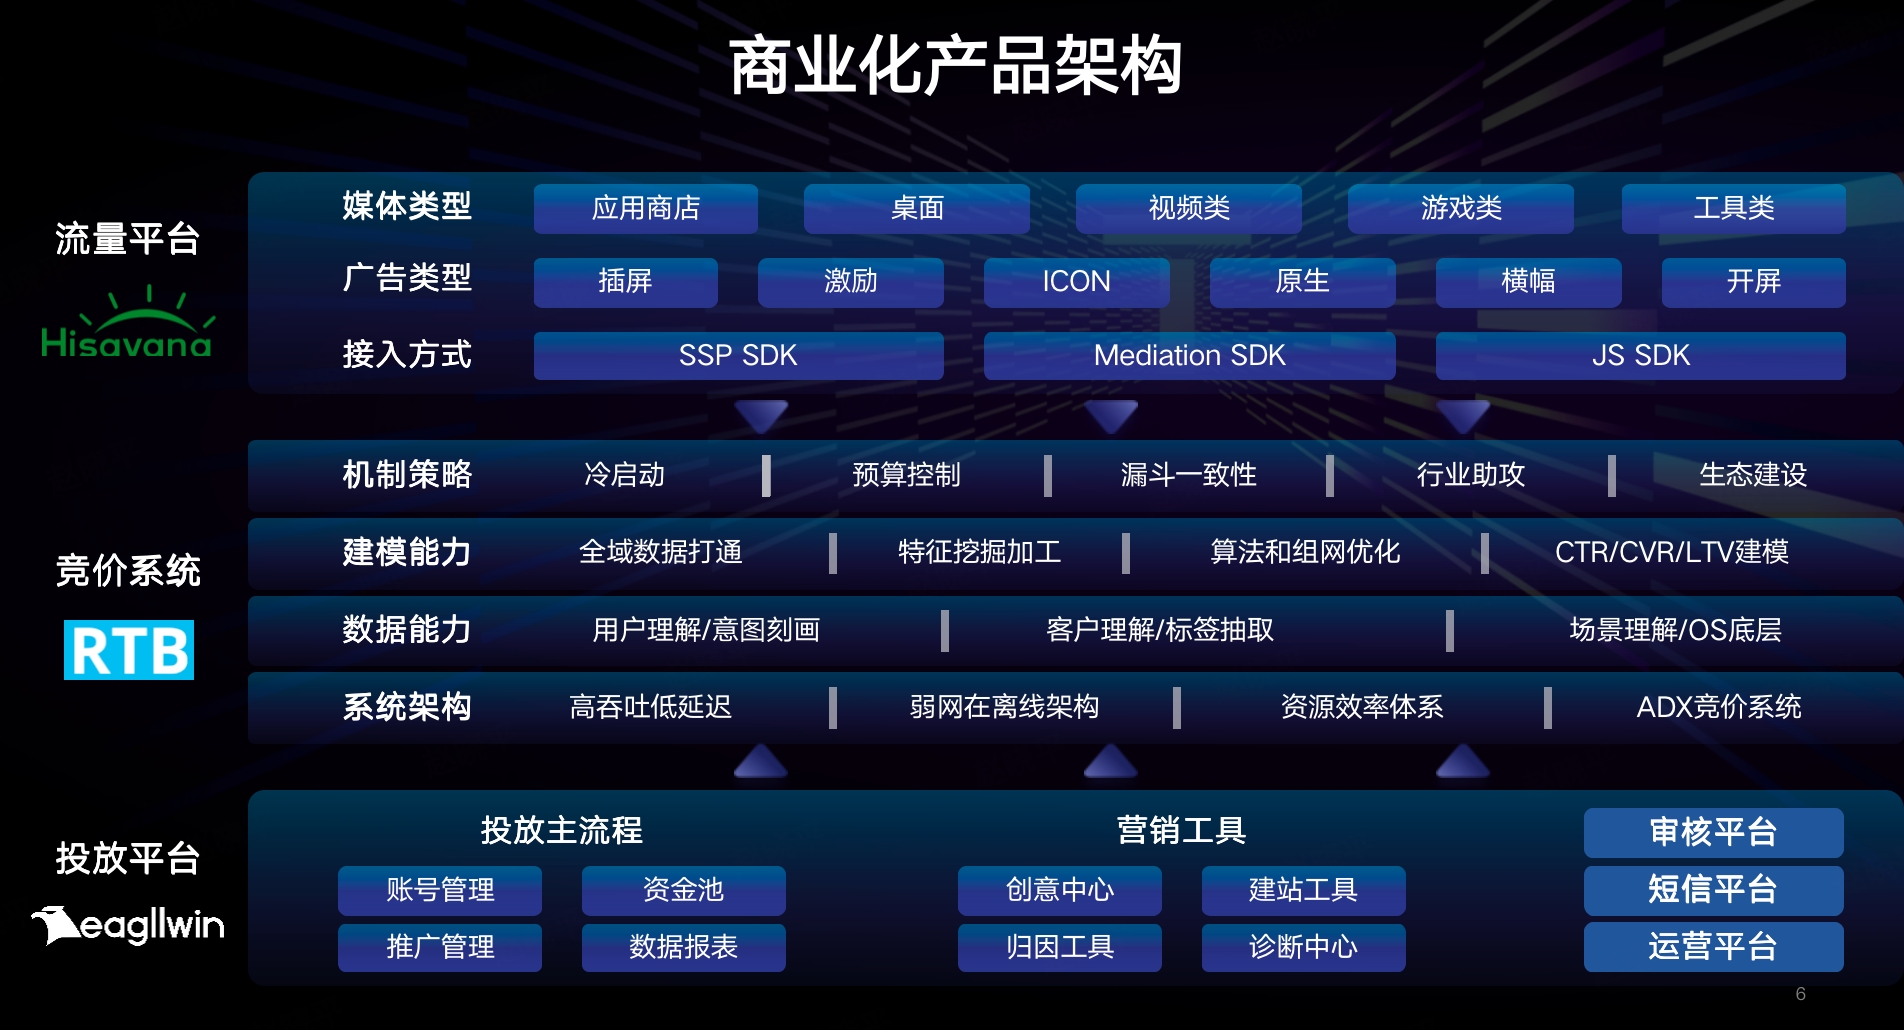 商业化产品架构
流量平台
Hisavana
媒体类型 应用商店 桌面 视频类 游戏类 工具类
广告类型 插屏 激励 ICON 原生 横幅 开屏
接入方式 SSP SDK Mediation SDK JS SDK
竞价系统
RTB
机制策略 冷启动 预算控制 漏斗一致性 行业助攻 生态建设
建模能力 全域数据打通 特征挖掘加工 算法和组网优化 CTR/CVR/LTV建模
数据能力 用户理解/意图刻画 客户理解/标签抽取 场景理解/OS底层
系统架构 高吞吐低延迟 弱网在离线架构 资源效率体系 ADX竞价系统
投放平台
eagllwin
投放主流程 营销工具 审核平台
账号管理 资金池 创意中心 建站工具 短信平台
推广管理 数据报表 归因工具 诊断中心 运营平台
6